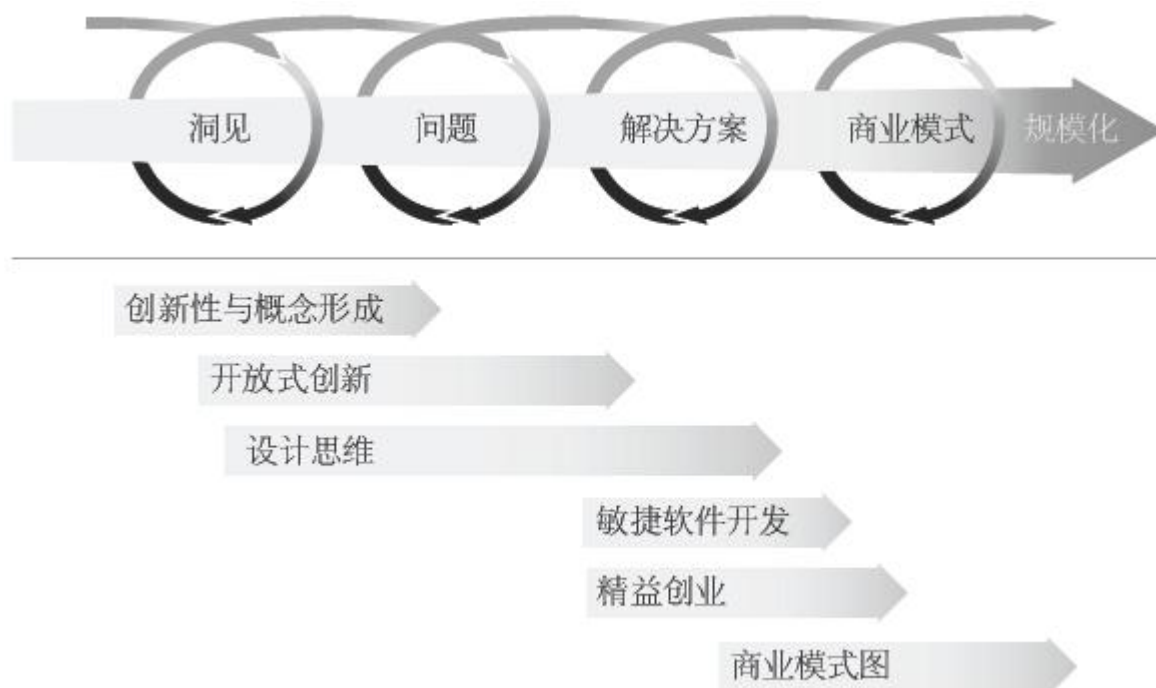 洞见 问题 解决方案 商业模式 规模化
创新性与概念形成
开放式创新
设计思维
敏捷软件开发
精益创业
商业模式图